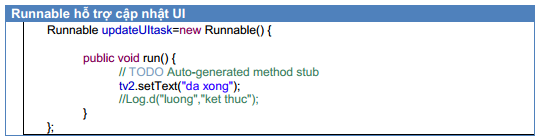 Runnable hỗ trợ cập nhật UI
Runnable updateUItask=new Runnable() {
public void run() {
// TODO Auto-generated method stub
tv2.setText("da xong");
//Log.d("luong","ket thuc");
}
};